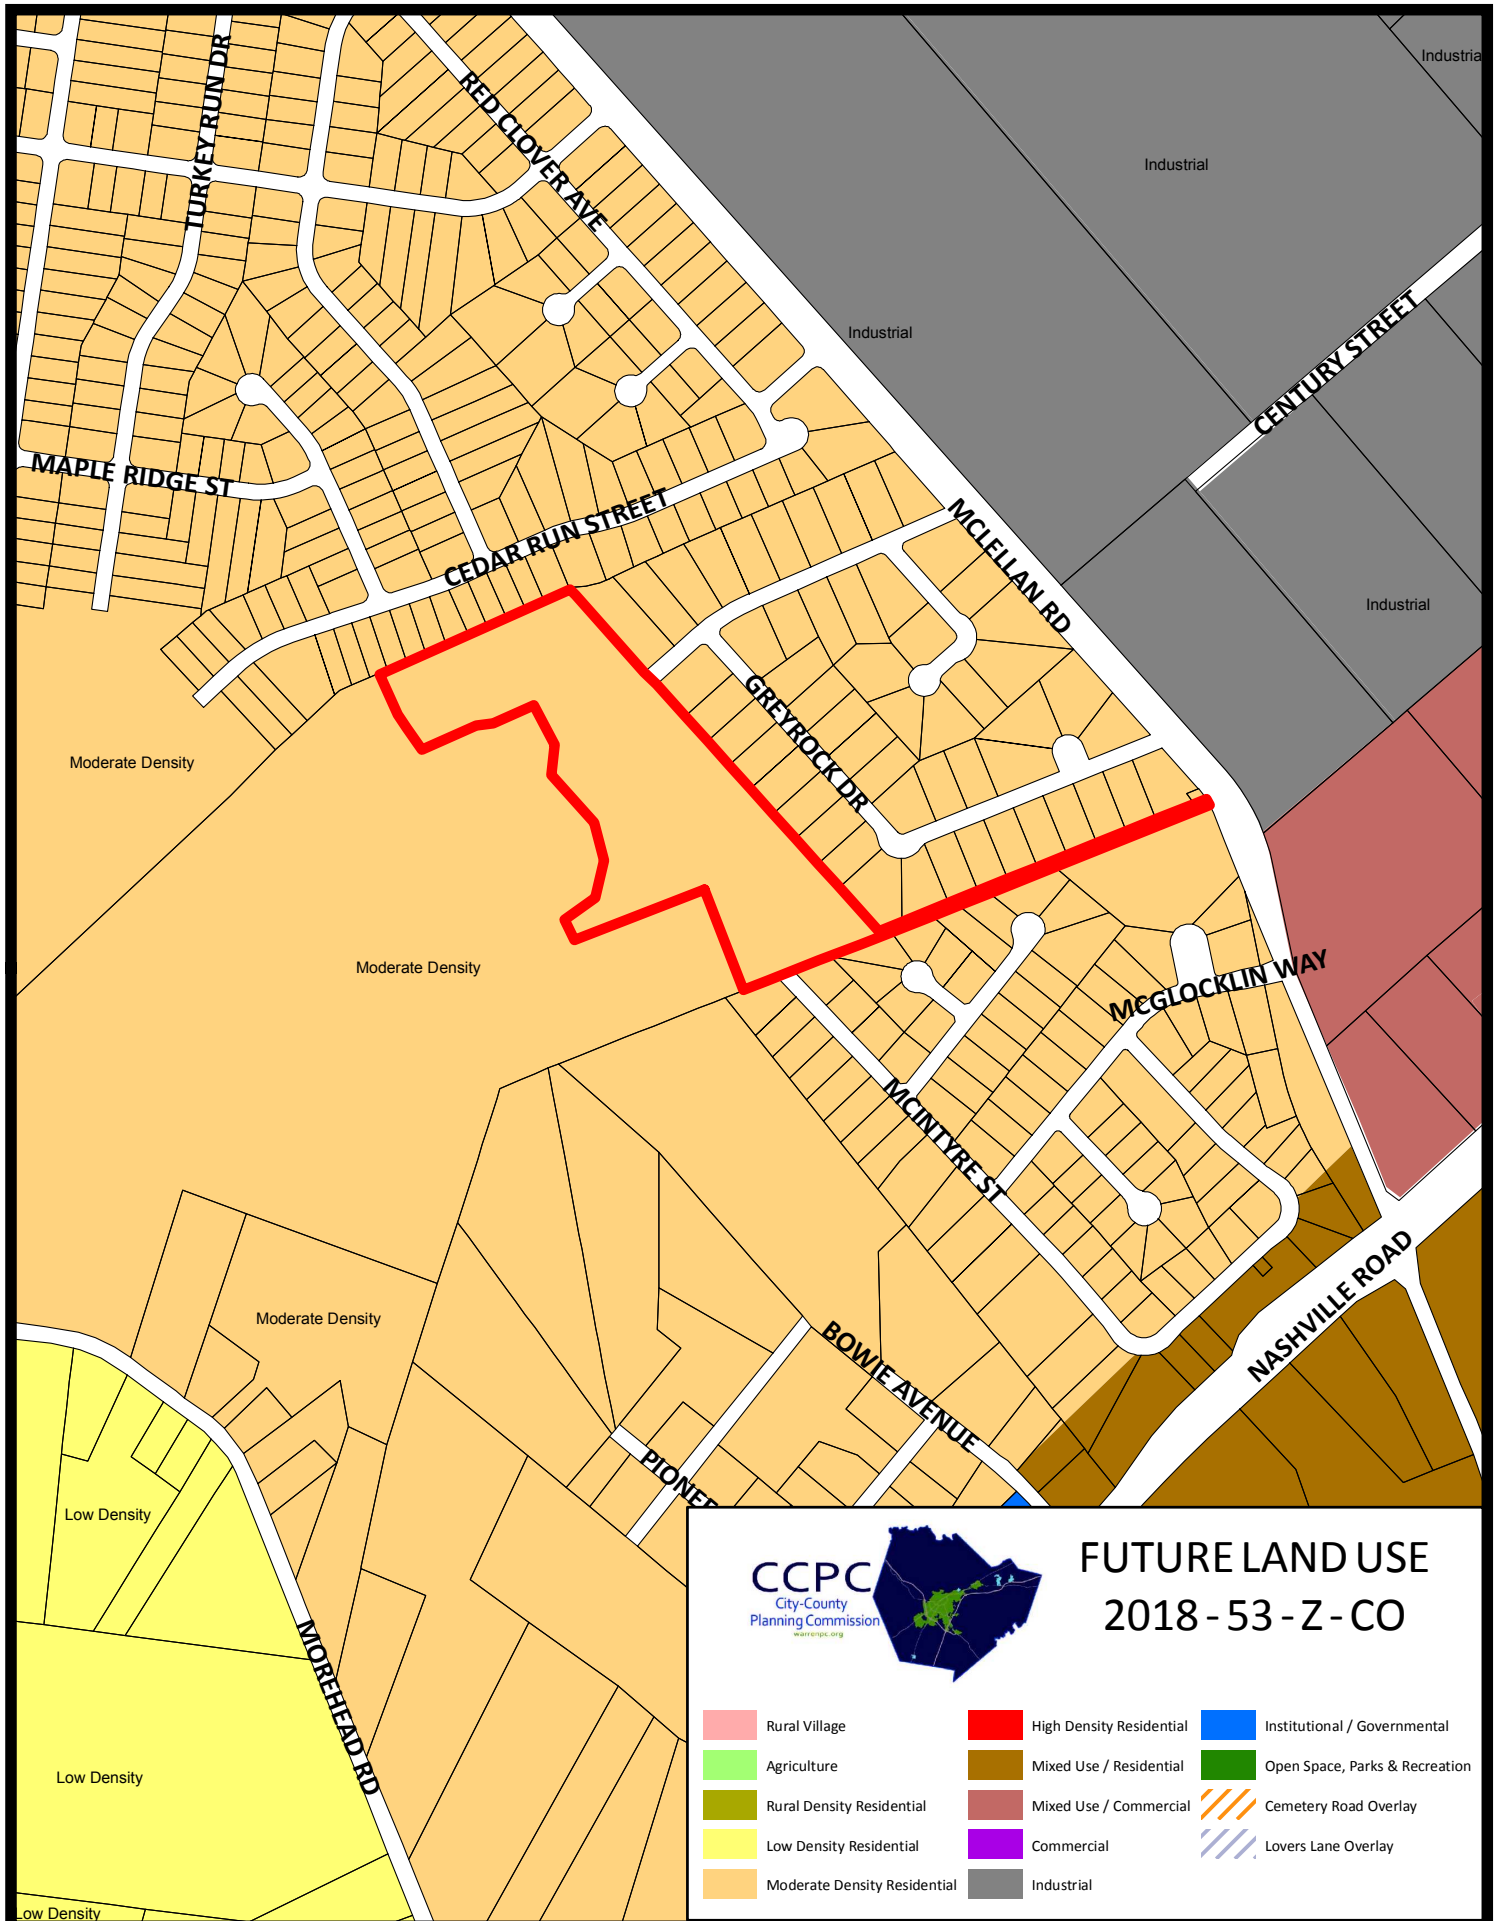 Industria
TURKEY RUN DR
RED CLOVER AVE
Industrial
Industrial
CENTURY STREET
MAPLE RIDGE ST
CEDAR RUN STREET
MCLELLAN RD
Industrial
GREYROCK DR
Moderate Density
Moderate Density
MCGLOCKLIN WAY
MCINTYRE ST
NASHVILLE ROAD
Moderate Density
BOWIE AVENUE
PIONEE
Low Density
MOREHEAD RD
Low Density
Low Density
CCPC
City-County
Planning Commission
warrenpc.org
FUTURE LAND USE
2018 - 53 - Z - CO
Rural Village
Agriculture
Rural Density Residential
Low Density Residential
Moderate Density Residential
High Density Residential
Mixed Use / Residential
Mixed Use / Commercial
Commercial
Industrial
Institutional / Governmental
Open Space, Parks & Recreation
Cemetery Road Overlay
Lovers Lane Overlay